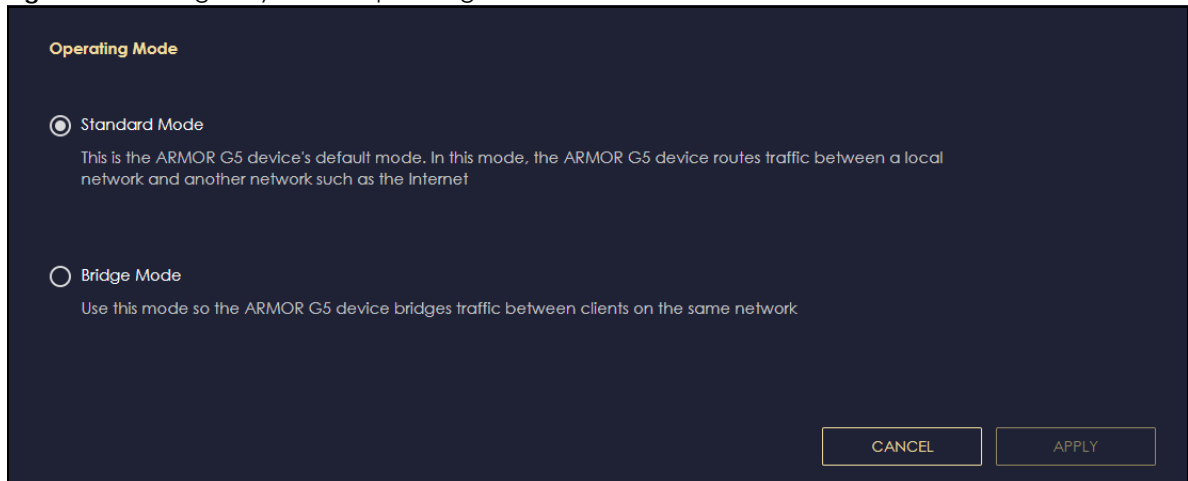 Operating Mode
Standard Mode
This is the ARMOR G5 device's default mode. In this mode, the ARMOR G5 device routes traffic between a local
network and another network such as the Internet
Bridge Mode
Use this mode so the ARMOR G5 device bridges traffic between clients on the same network
CANCEL APPLY